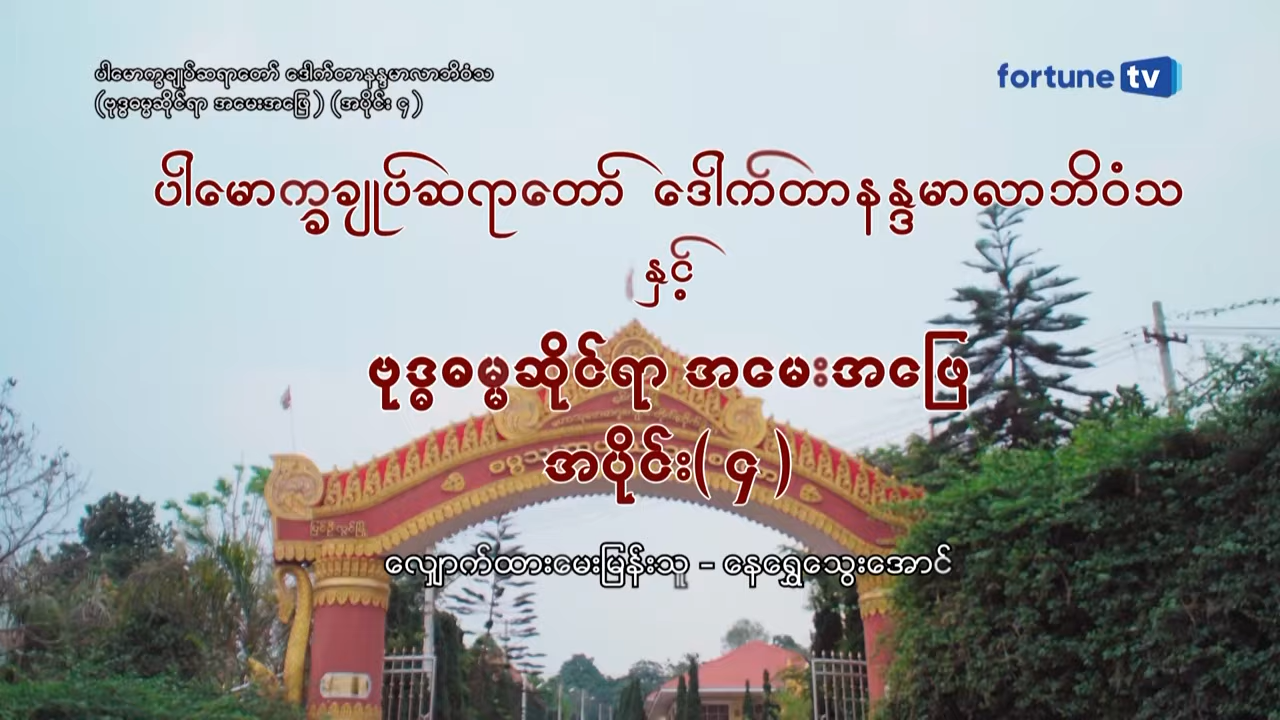 ပါမောက္ခချုပ်ဆရာတော် ဒေါက်တာနန္ဒမာလာဘိဝံသ
(ဗုဒ္ဓဓမ္မဆိုင်ရာ အမေးအဖြေ) (အပိုင်း ၄)
fortune tv
ပါမောက္ခချုပ်ဆရာတော် ဒေါက်တာနန္ဒမာလာဘိဝံသ
နှင့်
ဗုဒ္ဓဓမ္မဆိုင်ရာ အမေးအဖြေ
အပိုင်း(၄)
လျှောက်ထားမေးမြန်းသူ - နေရွှေသွေးအောင်